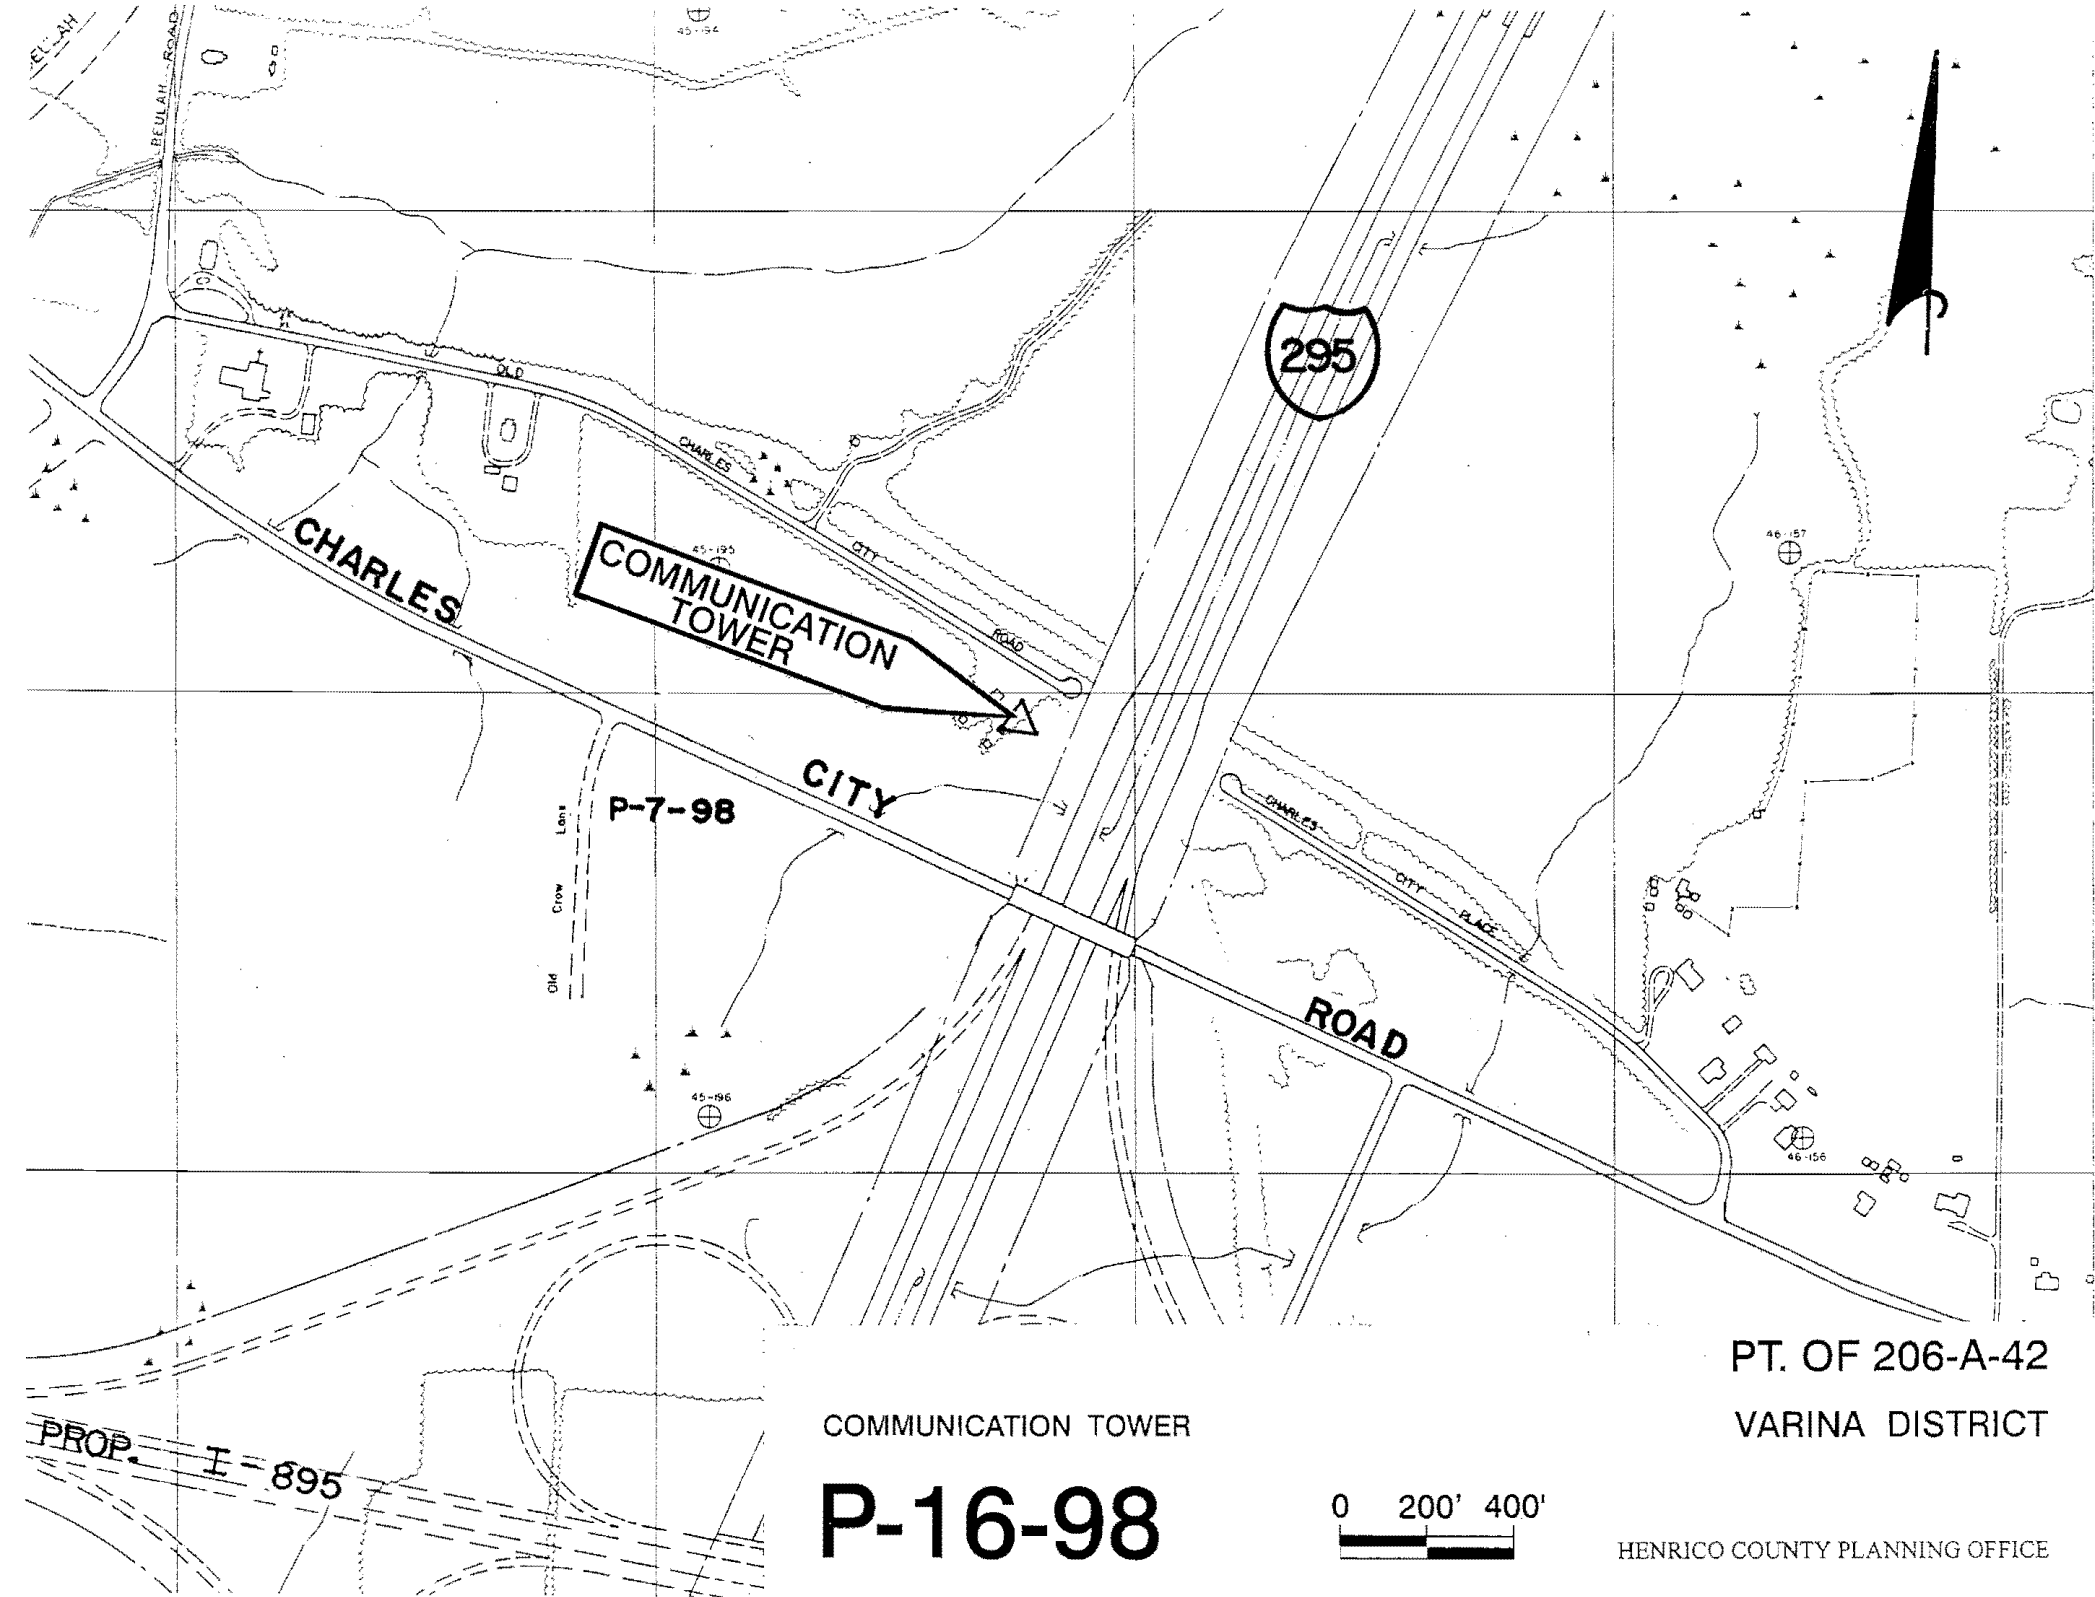 45-194
BEULAH ROAD
295
OLD
CHARLES
CITY
ROAD
45-195
46-157
COMMUNICATION
TOWER
CHARLES
CITY
ROAD
P-7-98
Old Crow Lane
CHARLES
CITY
PLACE
45-196
46-156
PROP. I-895
PT. OF 206-A-42
COMMUNICATION TOWER
VARINA DISTRICT
P-16-98
0 200' 400'
HENRICO COUNTY PLANNING OFFICE